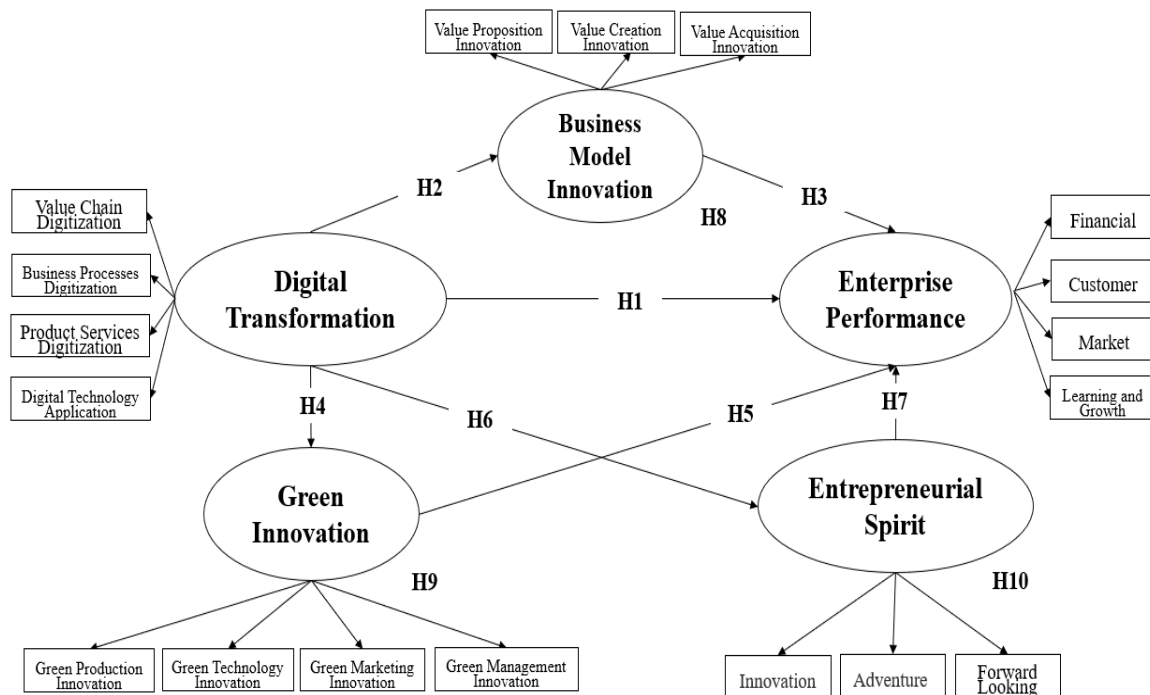 Value Proposition
Innovation
Value Creation
Innovation
Value Acquisition
Innovation
Business
Model
Innovation
H2
H3
H8
Value Chain
Digitization
Business Processes
Digitization
Product Services
Digitization
Digital Technology
Application
Digital
Transformation
H1
Enterprise
Performance
Financial
Customer
Market
Learning and
Growth
H4
H6
H5
H7
Green
Innovation
Entrepreneurial
Spirit
H9
H10
Green Production
Innovation
Green Technology
Innovation
Green Marketing
Innovation
Green Management
Innovation
Innovation
Adventure
Forward
Looking